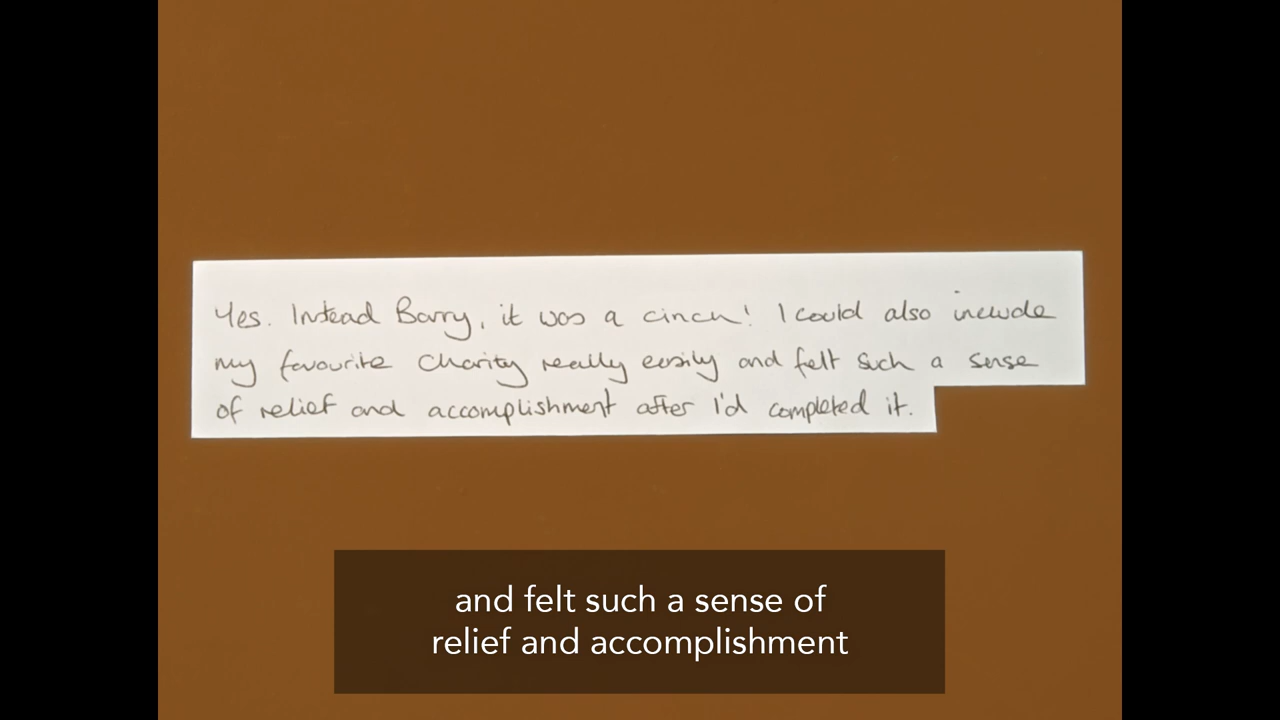 Yes. Instead Barry, it was a cinch! I could also include
my favourite charity really easily and felt such a sense
of relief and accomplishment after I'd completed it.
and felt such a sense of
relief and accomplishment